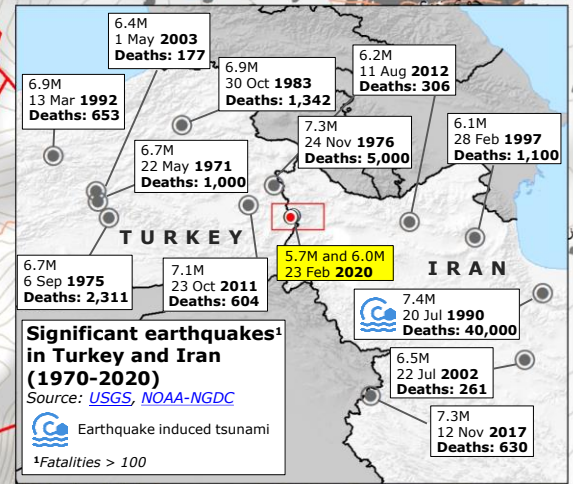 6.4M
1 May 2003
Deaths: 177
6.9M
13 Mar 1992
Deaths: 653
6.9M
30 Oct 1983
Deaths: 1,342
6.2M
11 Aug 2012
Deaths: 306
6.7M
22 May 1971
Deaths: 1,000
7.3M
24 Nov 1976
Deaths: 5,000
6.1M
28 Feb 1997
Deaths: 1,100
TURKEY
IRAN
6.7M
6 Sep 1975
Deaths: 2,311
7.1M
23 Oct 2011
Deaths: 604
5.7M and 6.0M
23 Feb 2020
7.4M
20 Jul 1990
Deaths: 40,000
6.5M
22 Jul 2002
Deaths: 261
7.3M
12 Nov 2017
Deaths: 630
Significant earthquakes¹
in Turkey and Iran
(1970-2020)
Source: USGS, NOAA-NGDC
Earthquake induced tsunami
¹Fatalities > 100